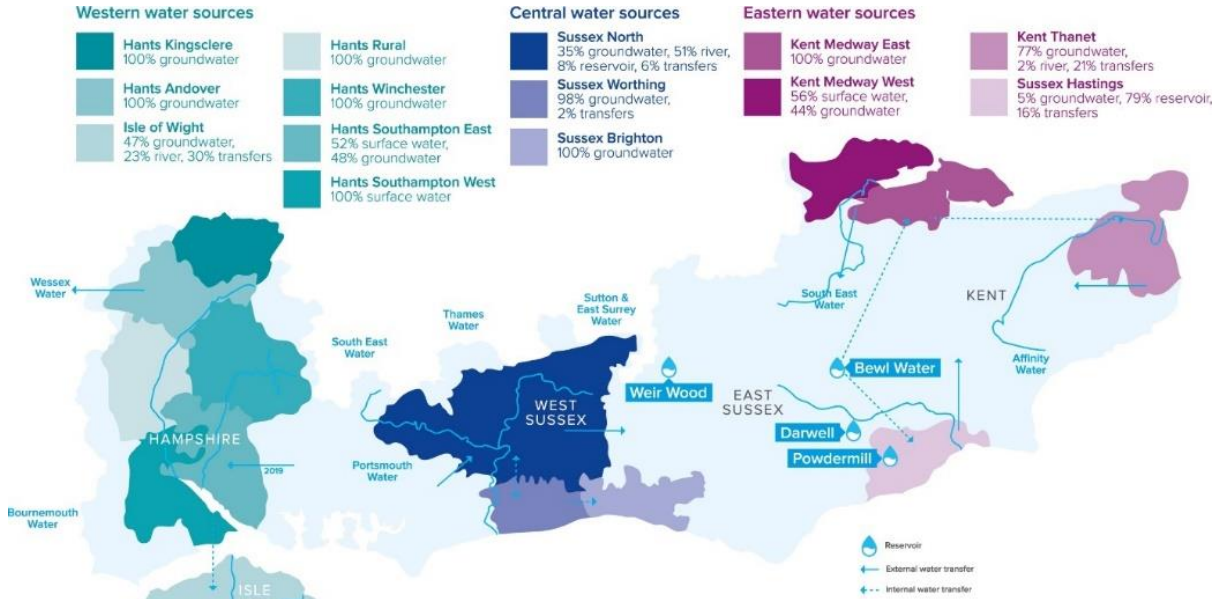 Western water sources
Hants Kingsclere
100% groundwater
Hants Andover
100% groundwater
Isle of Wight
47% groundwater,
23% river, 30% transfers
Hants Rural
100% groundwater
Hants Winchester
100% groundwater
Hants Southampton East
52% surface water,
48% groundwater
Hants Southampton West
100% surface water
Central water sources
Sussex North
35% groundwater, 51% river,
8% reservoir, 6% transfers
Sussex Worthing
98% groundwater,
2% transfers
Sussex Brighton
100% groundwater
Eastern water sources
Kent Medway East
100% groundwater
Kent Medway West
56% surface water,
44% groundwater
Kent Thanet
77% groundwater,
2% river, 21% transfers
Sussex Hastings
5% groundwater, 79% reservoir,
16% transfers
Wessex
Water
South East
Water
Thames
Water
Sutton &
East Surrey
Water
South East
Water
KENT
Affinity
Water
Weir Wood
Bewl Water
WEST
SUSSEX
EAST
SUSSEX
Darwell
Powdermill
HAMPSHIRE
2019
Portsmouth
Water
Bournemouth
Water
ISLE
Reservoir
External water transfer
Internal water transfer